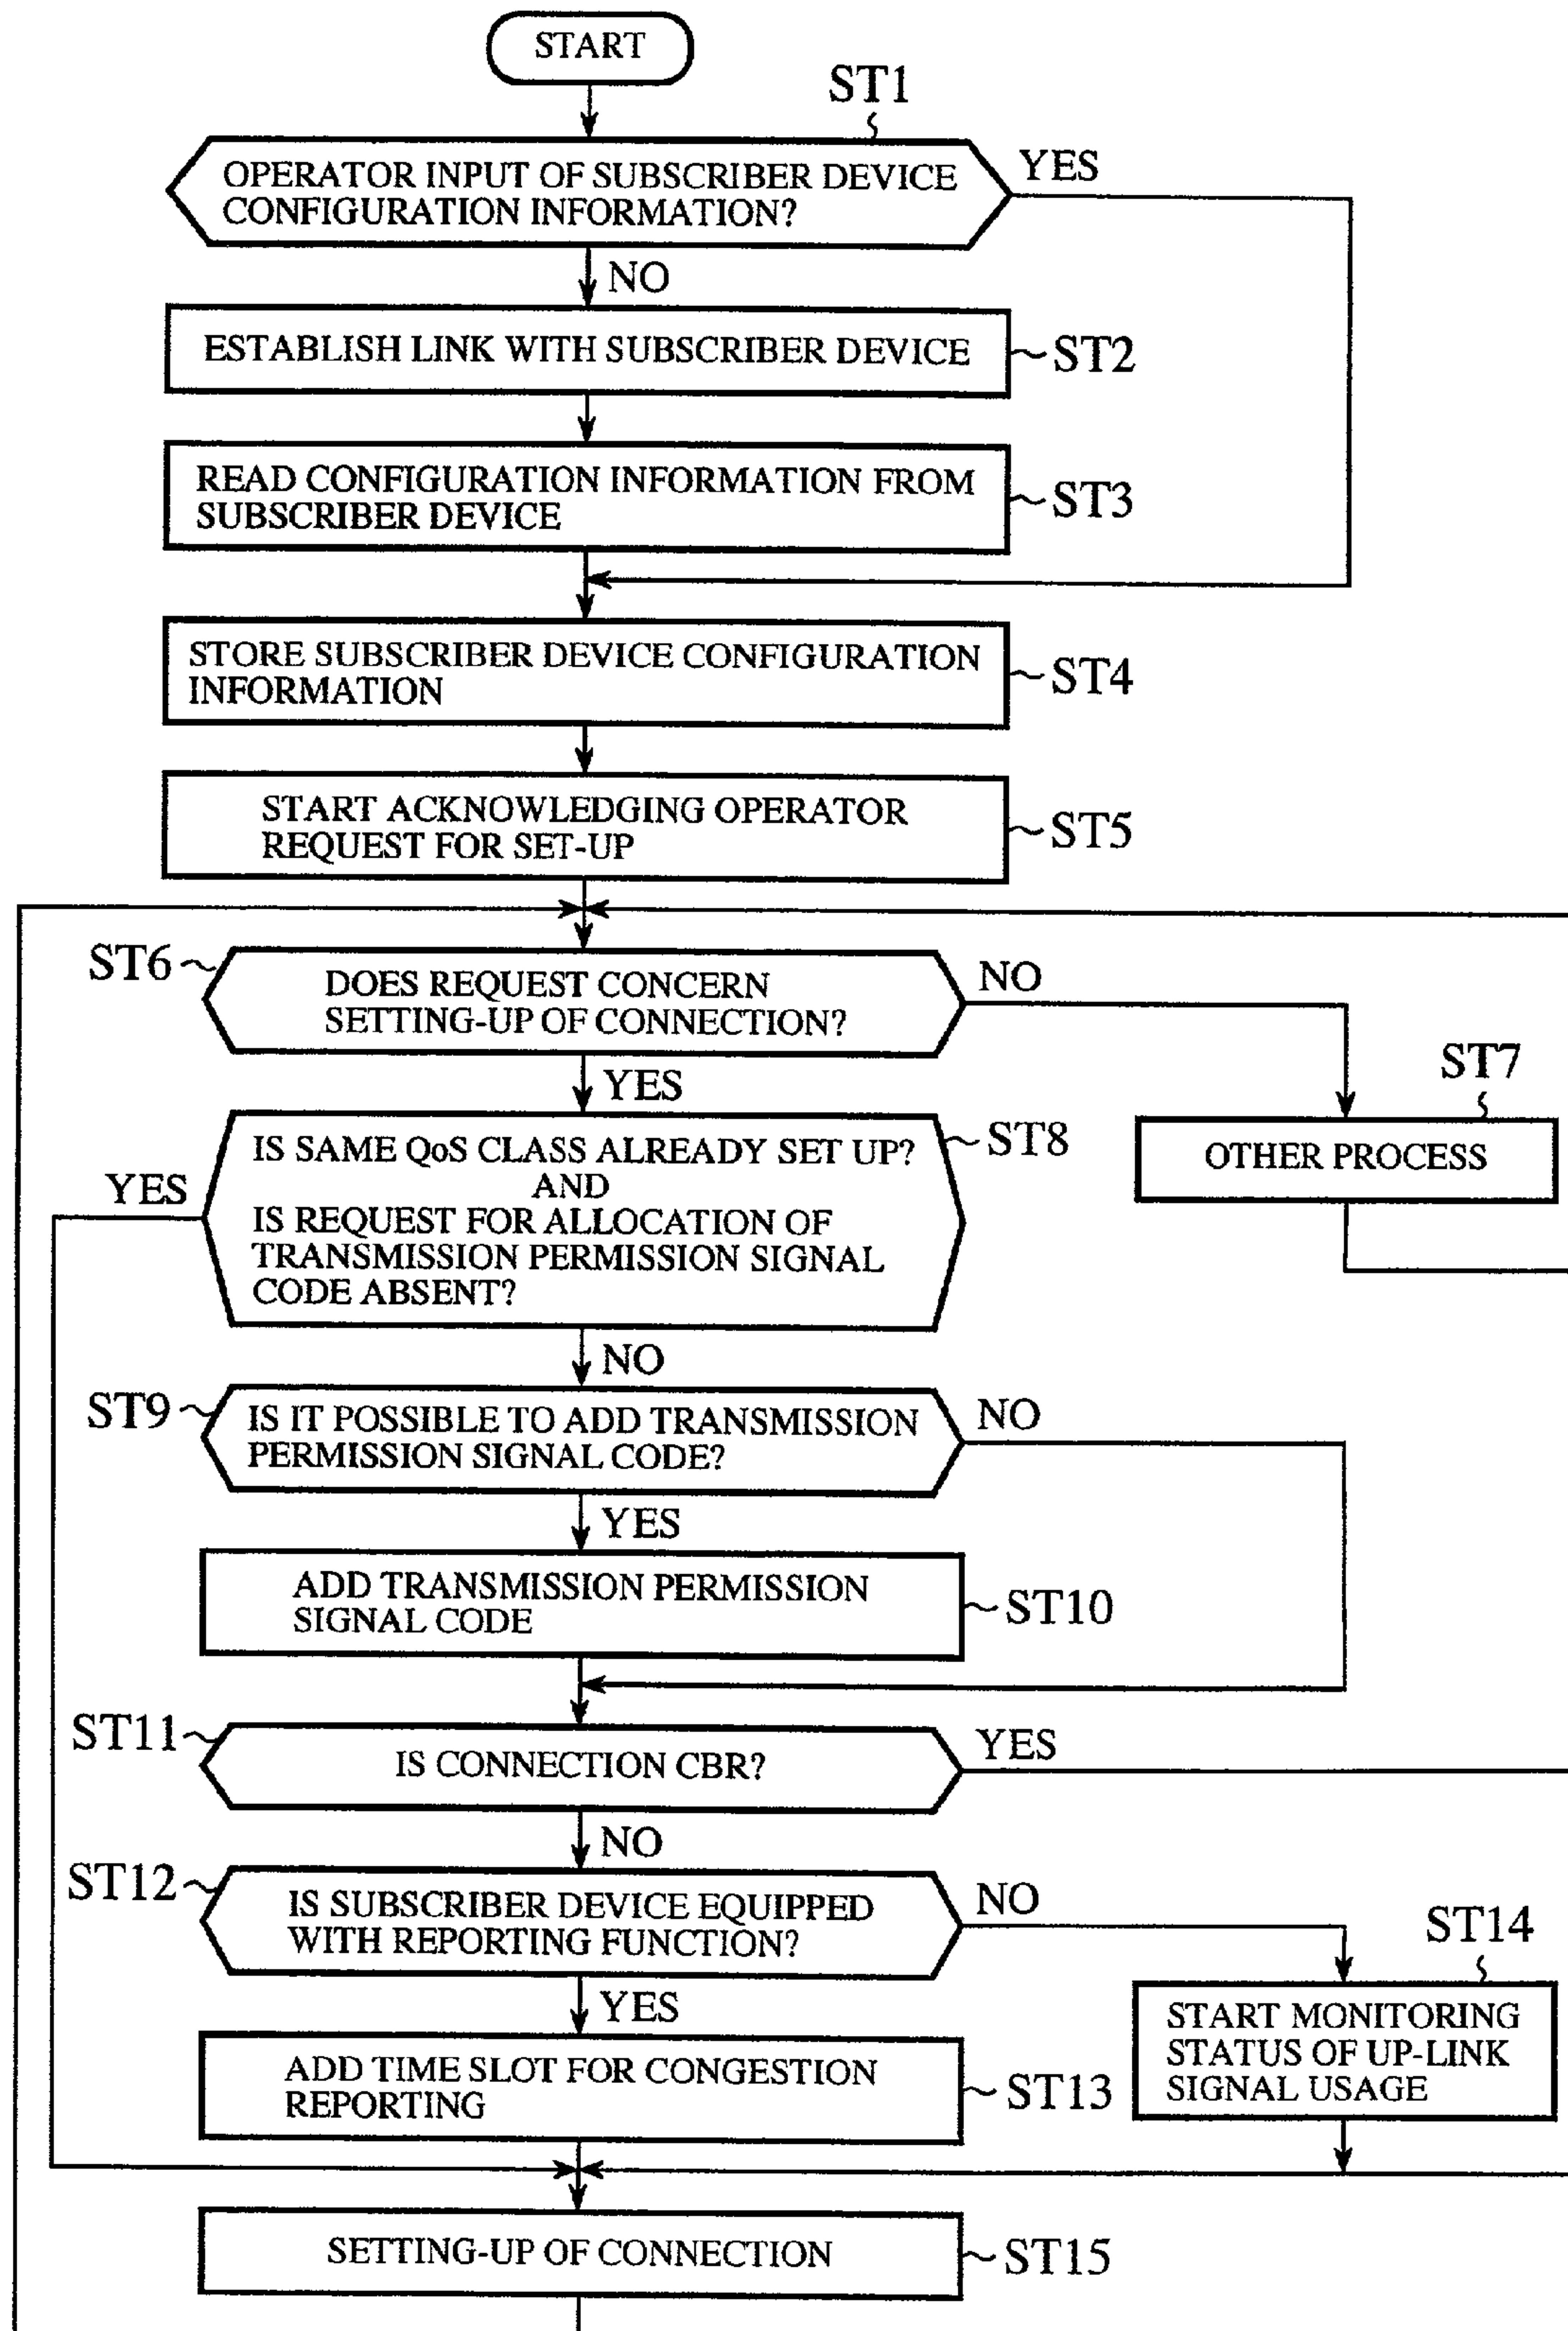 START
ST1
OPERATOR INPUT OF SUBSCRIBER DEVICE
CONFIGURATION INFORMATION?
YES
NO
ESTABLISH LINK WITH SUBSCRIBER DEVICE
ST2
READ CONFIGURATION INFORMATION FROM
SUBSCRIBER DEVICE
ST3
STORE SUBSCRIBER DEVICE CONFIGURATION
INFORMATION
ST4
START ACKNOWLEDGING OPERATOR
REQUEST FOR SET-UP
ST5
ST6
DOES REQUEST CONCERN
SETTING-UP OF CONNECTION?
NO
YES
ST7
OTHER PROCESS
IS SAME QoS CLASS ALREADY SET UP?
AND
IS REQUEST FOR ALLOCATION OF
TRANSMISSION PERMISSION SIGNAL
CODE ABSENT?
ST8
YES
NO
ST9
IS IT POSSIBLE TO ADD TRANSMISSION
PERMISSION SIGNAL CODE?
NO
YES
ADD TRANSMISSION PERMISSION
SIGNAL CODE
ST10
ST11
IS CONNECTION CBR?
YES
NO
ST12
IS SUBSCRIBER DEVICE EQUIPPED
WITH REPORTING FUNCTION?
NO
YES
ST14
START MONITORING
STATUS OF UP-LINK
SIGNAL USAGE
ADD TIME SLOT FOR CONGESTION
REPORTING
ST13
SETTING-UP OF CONNECTION
ST15